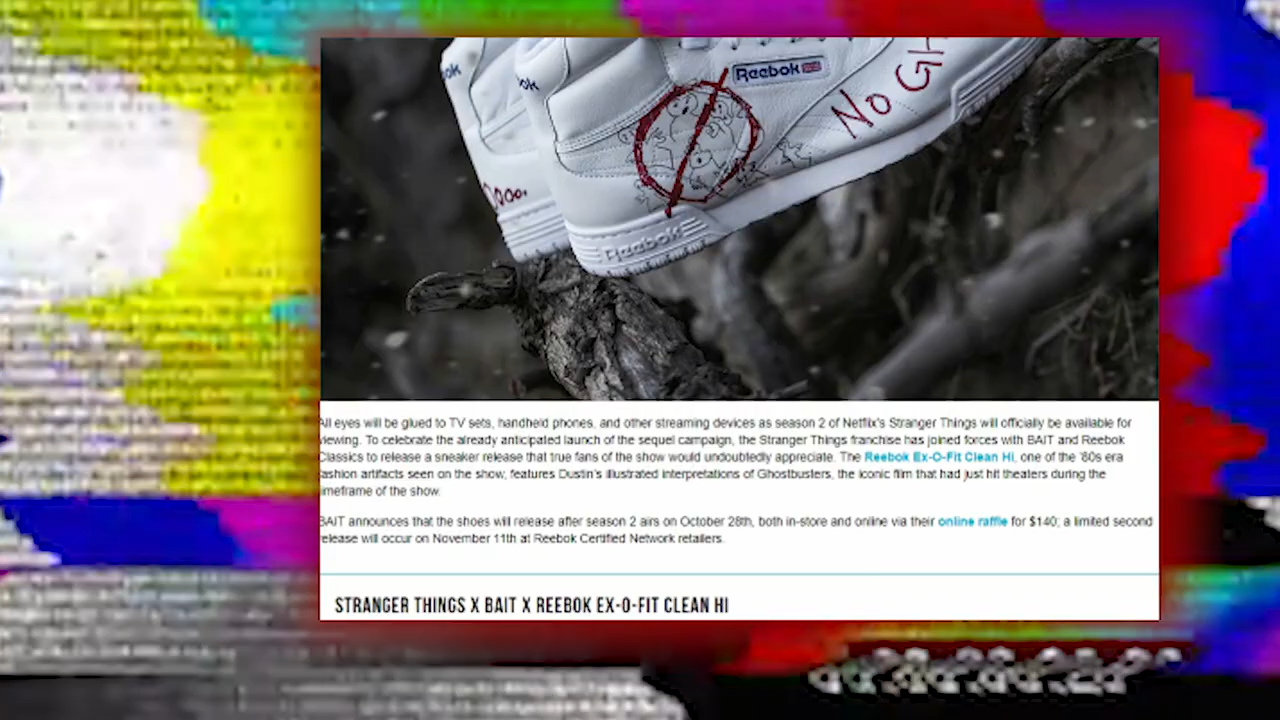 Reebok
No G
ook
ok
Ooo.
Reebok
All eyes will be glued to TV sets, handheld phones, and other streaming devices as season 2 of Netflix's Stranger Things will officially be available for
iewing. To celebrate the already anticipated launch of the sequel campaign, the Stranger Things franchise has joined forces with BAIT and Reebok
Classics to release a sneaker release that true fans of the show would undoubtedly appreciate. The Reebok Ex-O-Fit Clean Hi, one of the '80s era
ashion artifacts seen on the show, features Dustin's illustrated interpretations of Ghostbusters, the iconic film that had just hit theaters during the
imeframe of the show.
BAIT announces that the shoes will release after season 2 airs on October 28th, both in-store and online via their online raffle for $140; a limited second
elease will occur on November 11th at Reebok Certified Network retailers.
STRANGER THINGS X BAIT X REEBOK EX-O-FIT CLEAN HI